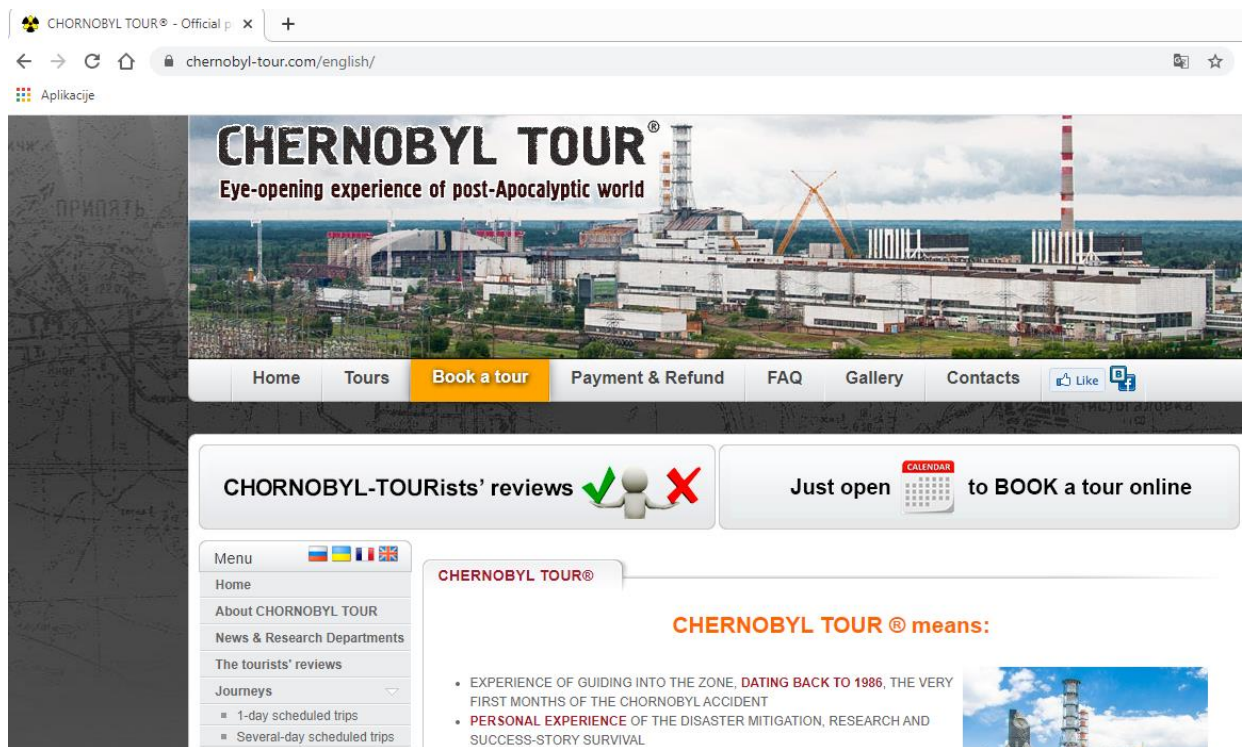 CHORNOBYL TOUR® - Official p
chernobyl-tour.com/english/
Aplikacije
CHERNOBYL TOUR®
Eye-opening experience of post-Apocalyptic world
ПРИПЯТЬ
Home Tours Book a tour Payment & Refund FAQ Gallery Contacts Like
CHORNOBYL-TOURists' reviews
Just open CALENDAR to BOOK a tour online
Menu
Home
About CHORNOBYL TOUR
News & Research Departments
The tourists' reviews
Journeys
1-day scheduled trips
Several-day scheduled trips
CHERNOBYL TOUR®
CHERNOBYL TOUR ® means:
• EXPERIENCE OF GUIDING INTO THE ZONE, DATING BACK TO 1986, THE VERY
FIRST MONTHS OF THE CHORNOBYL ACCIDENT
• PERSONAL EXPERIENCE OF THE DISASTER MITIGATION, RESEARCH AND
SUCCESS-STORY SURVIVAL